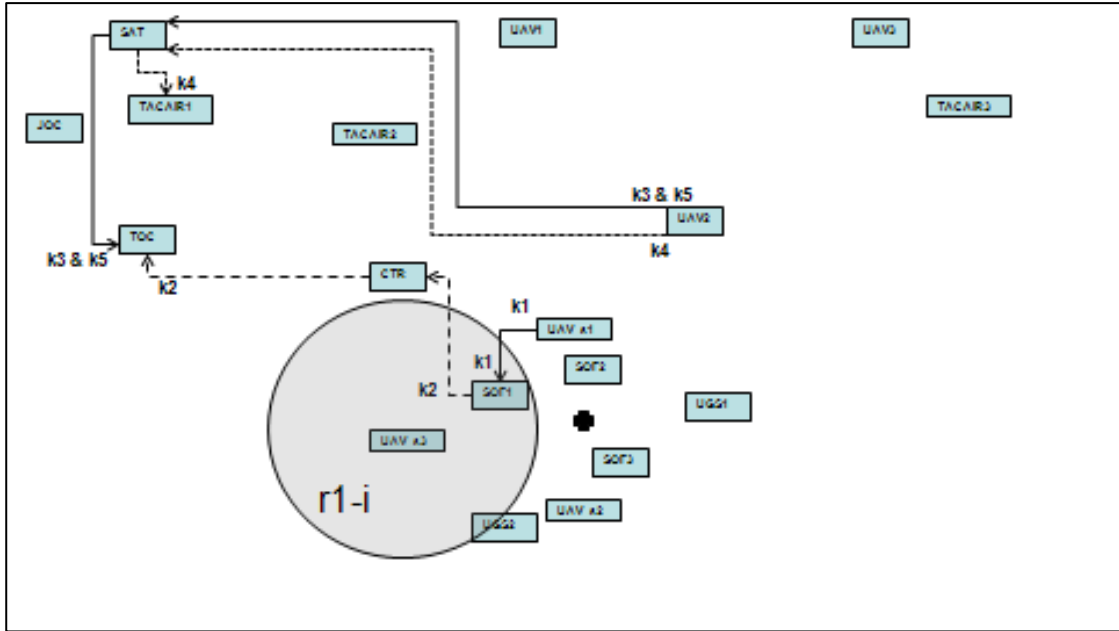 SAT
UAV1
UAV3
k4
TACAIR1
TACAIR3
JOC
TACAIR2
k3 & k5
UAV2
TOC
k4
k3 & k5
CTR
k2
k1
UAV a1
k1
SOF2
k2
SOF1
UGS1
UAV a3
SOF3
r1-i
UAV a2
UGS2